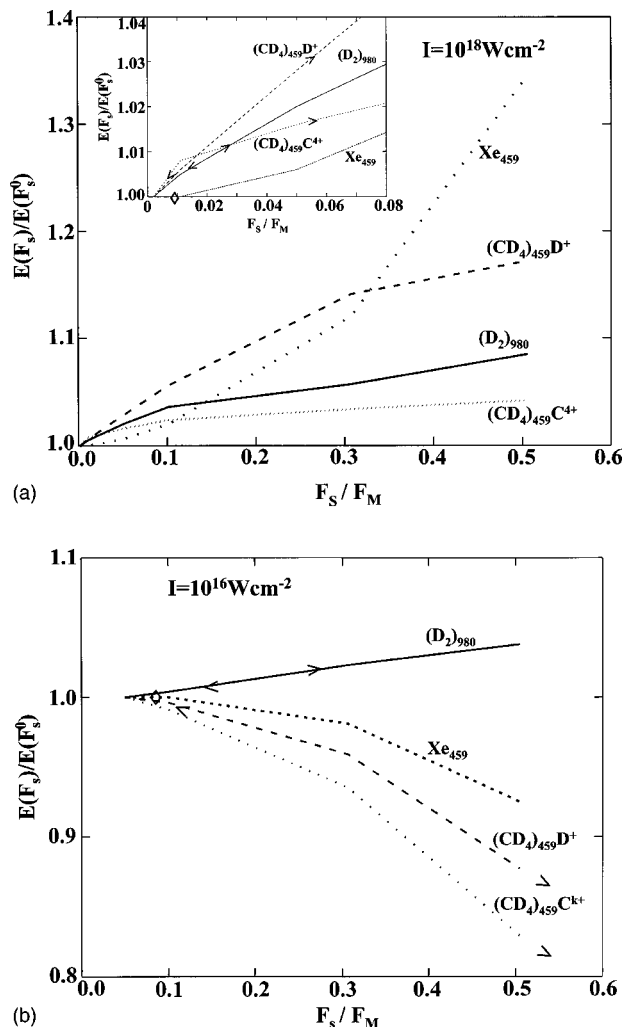 1.4
1.3
1.2
1.1
1.0
E(Fₛ)/E(Fₛ⁰)
1.04
1.03
1.02
1.01
1.00
E(Fₛ)/E(Fₛ⁰)
(CD₄)₄₅₉D⁺
(D₂)₉₈₀
(CD₄)₄₅₉C⁴⁺
Xe₄₅₉
0 0.02 0.04 0.06 0.08
F_S / F_M
I=10¹⁸Wcm⁻²
Xe₄₅₉
(CD₄)₄₅₉D⁺
(D₂)₉₈₀
(CD₄)₄₅₉C⁴⁺
0.0 0.1 0.2 0.3 0.4 0.5 0.6
(a)
F_S / F_M
1.1
1.0
0.9
0.8
E(Fₛ)/E(Fₛ⁰)
I=10¹⁶Wcm⁻²
(D₂)₉₈₀
Xe₄₅₉
(CD₄)₄₅₉D⁺
(CD₄)₄₅₉Cᵏ⁺
0.0 0.1 0.2 0.3 0.4 0.5 0.6
(b)
Fₛ / F_M